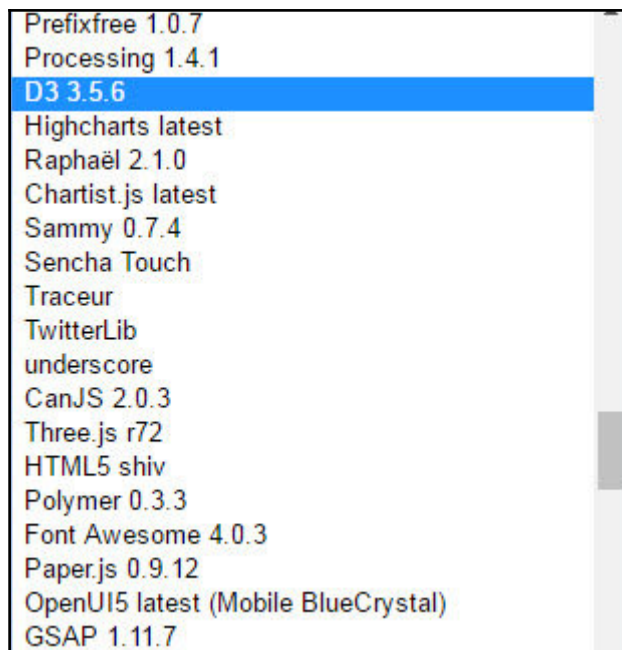 Prefixfree 1.0.7
Processing 1.4.1
D3 3.5.6
Highcharts latest
Raphaël 2.1.0
Chartist.js latest
Sammy 0.7.4
Sencha Touch
Traceur
TwitterLib
underscore
CanJS 2.0.3
Three.js r72
HTML5 shiv
Polymer 0.3.3
Font Awesome 4.0.3
Paper.js 0.9.12
OpenUI5 latest (Mobile BlueCrystal)
GSAP 1.11.7